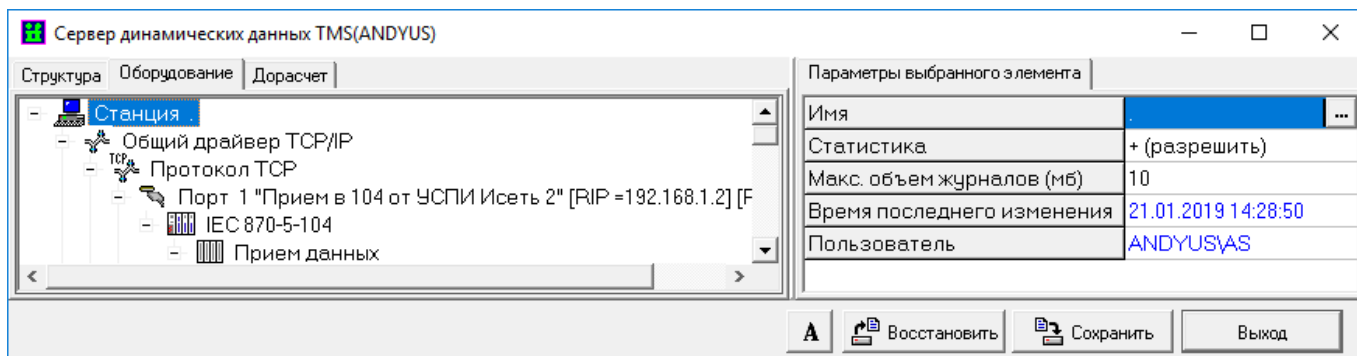 Сервер динамических данных TMS(ANDYUS)
Структура Оборудование Дорасчет
Станция .
Общий драйвер TCP/IP
TCP Протокол TCP
Порт 1 "Прием в 104 от УСПИ Исеть 2" [RIP =192.168.1.2] [F
IEC 870-5-104
Прием данных
Параметры выбранного элемента
Имя .
Статистика + (разрешить)
Макс. объем журналов (мб) 10
Время последнего изменения 21.01.2019 14:28:50
Пользователь ANDYUS\AS
A Восстановить Сохранить Выход